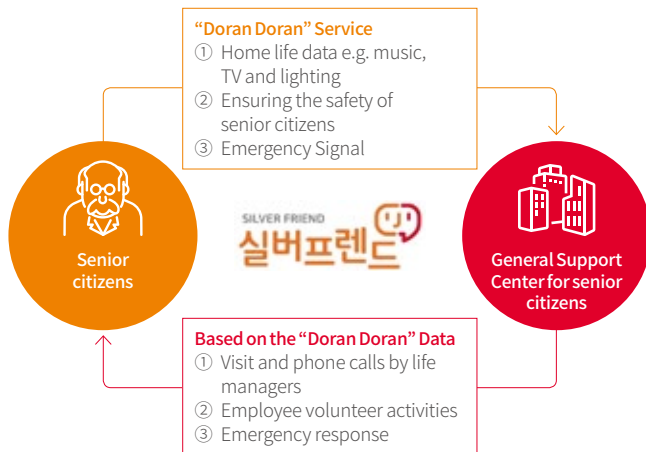 “Doran Doran” Service
① Home life data e.g. music,
TV and lighting
② Ensuring the safety of
senior citizens
③ Emergency Signal
Senior
citizens
SILVER FRIEND
실버프렌드
General Support
Center for senior
citizens
Based on the “Doran Doran” Data
① Visit and phone calls by life
managers
② Employee volunteer activities
③ Emergency response